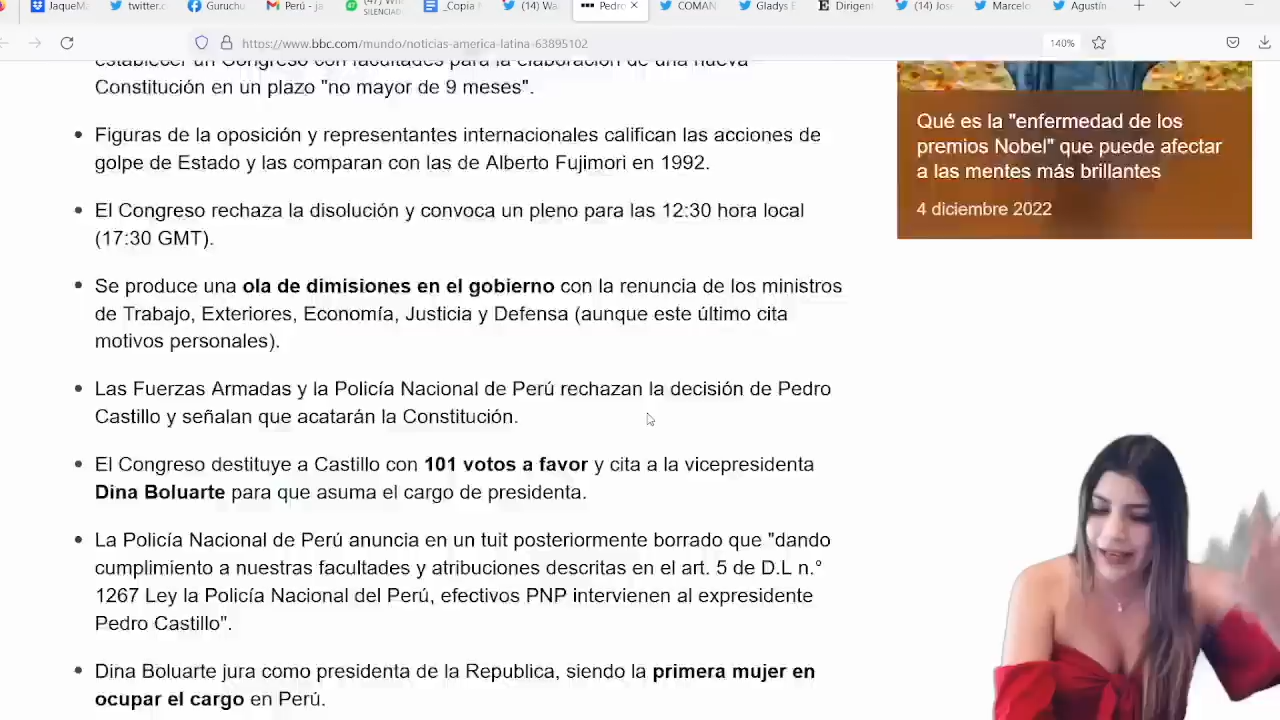 JaqueMa
twitter.c
Guruchu
Perú - ja
(47) Wh
SILENCIAD
_Copia
(14) Wa
Pedro
COMAN
Gladys E
Dirigent
(14) Jos
Marcelo
Agustín
https://www.bbc.com/mundo/noticias-america-latina-63895102
140%
establecer un Congreso con facultades para la elaboración de una nueva
Constitución en un plazo "no mayor de 9 meses".
Figuras de la oposición y representantes internacionales califican las acciones de
golpe de Estado y las comparan con las de Alberto Fujimori en 1992.
El Congreso rechaza la disolución y convoca un pleno para las 12:30 hora local
(17:30 GMT).
Se produce una ola de dimisiones en el gobierno con la renuncia de los ministros
de Trabajo, Exteriores, Economía, Justicia y Defensa (aunque este último cita
motivos personales).
Las Fuerzas Armadas y la Policía Nacional de Perú rechazan la decisión de Pedro
Castillo y señalan que acatarán la Constitución.
El Congreso destituye a Castillo con 101 votos a favor y cita a la vicepresidenta
Dina Boluarte para que asuma el cargo de presidenta.
La Policía Nacional de Perú anuncia en un tuit posteriormente borrado que "dando
cumplimiento a nuestras facultades y atribuciones descritas en el art. 5 de D.L n.°
1267 Ley la Policía Nacional del Perú, efectivos PNP intervienen al expresidente
Pedro Castillo".
Dina Boluarte jura como presidenta de la Republica, siendo la primera mujer en
ocupar el cargo en Perú.
Qué es la "enfermedad de los
premios Nobel" que puede afectar
a las mentes más brillantes
4 diciembre 2022